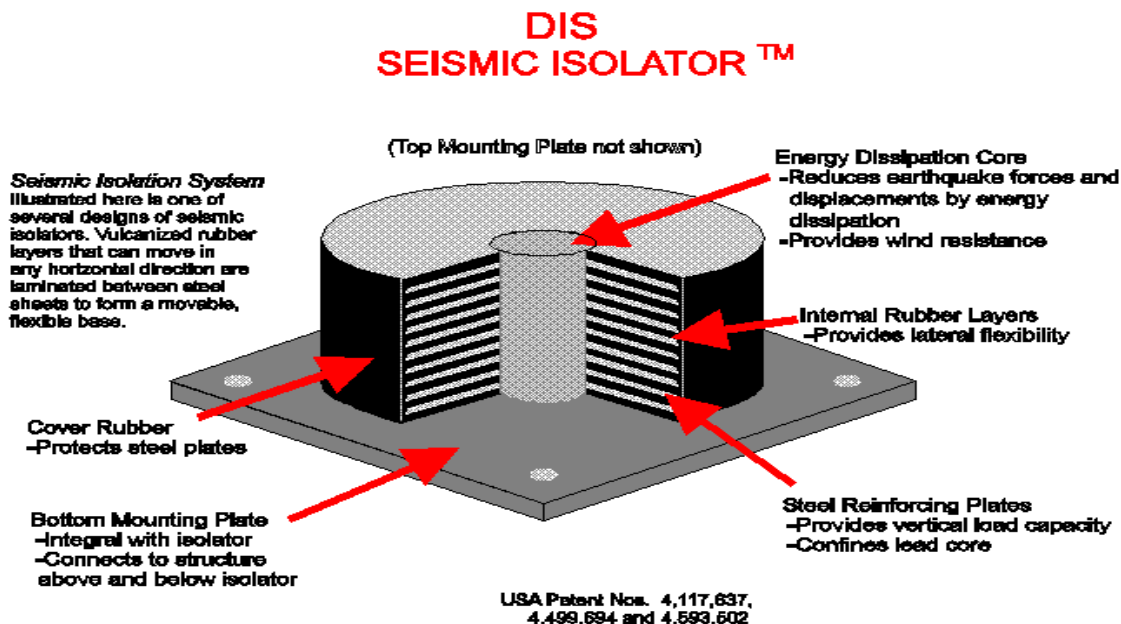 DIS
SEISMIC ISOLATOR ™
(Top Mounting Plate not shown)
Seismic Isolation System
Illustrated here is one of
several designs of seismic
isolators. Vulcanized rubber
layers that can move in
any horizontal direction are
laminated between steel
sheets to form a movable,
flexible base.
Energy Dissipation Core
-Reduces earthquake forces and
displacements by energy
dissipation
-Provides wind resistance
Internal Rubber Layers
-Provides lateral flexibility
Cover Rubber
-Protects steel plates
Steel Reinforcing Plates
-Provides vertical load capacity
-Confines lead core
Bottom Mounting Plate
-Integral with isolator
-Connects to structure
above and below isolator
USA Patent Nos. 4,117,637,
4,499,694 and 4,593,502